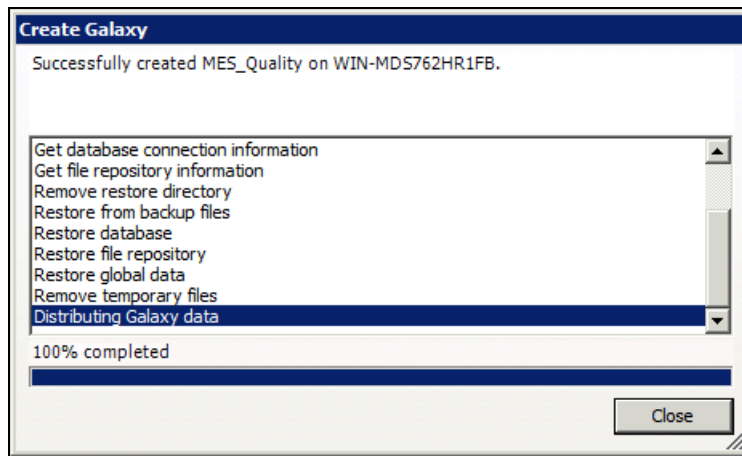 Create Galaxy
Successfully created MES_Quality on WIN-MDS762HR1FB.
Get database connection information
Get file repository information
Remove restore directory
Restore from backup files
Restore database
Restore file repository
Restore global data
Remove temporary files
Distributing Galaxy data
100% completed
Close